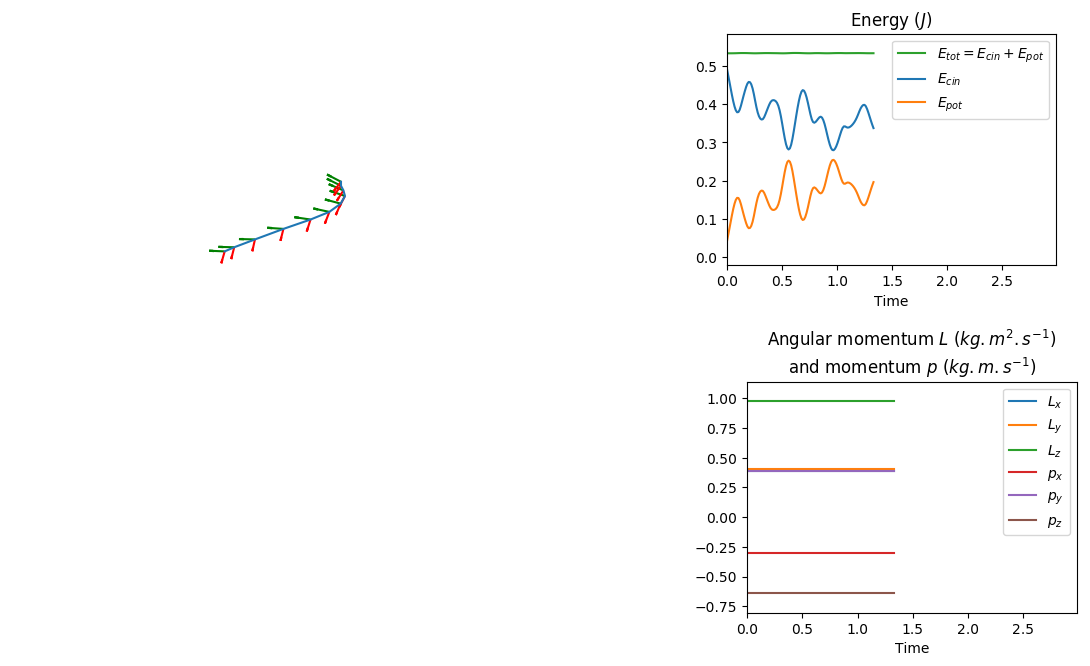 Energy (J)
E_tot = E_cin + E_pot
E_cin
E_pot
0.5
0.4
0.3
0.2
0.1
0.0
0.0 0.5 1.0 1.5 2.0 2.5
Time
Angular momentum L (kg.m².s⁻¹)
and momentum p (kg.m.s⁻¹)
L_x
L_y
L_z
p_x
p_y
p_z
1.00
0.75
0.50
0.25
0.00
−0.25
−0.50
−0.75
0.0 0.5 1.0 1.5 2.0 2.5
Time